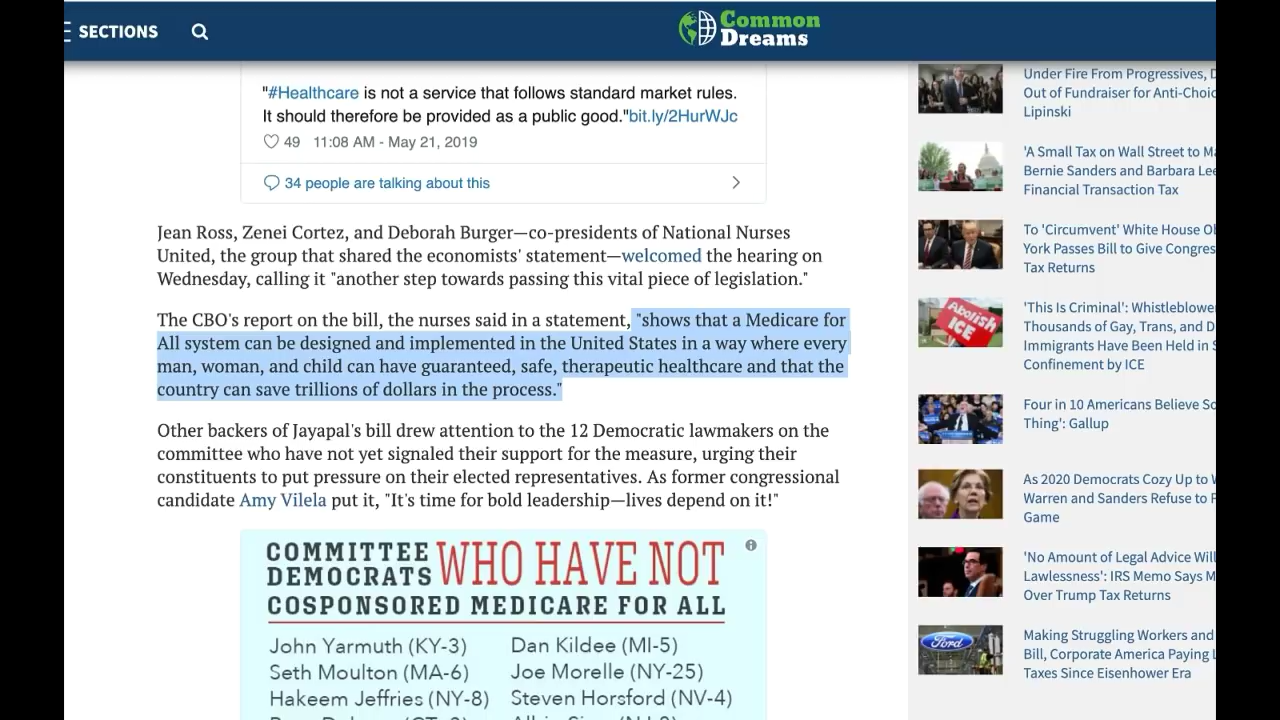 SECTIONS
Common
Dreams
"#Healthcare is not a service that follows standard market rules.
It should therefore be provided as a public good."bit.ly/2HurWJc
49 11:08 AM - May 21, 2019
34 people are talking about this
Jean Ross, Zenei Cortez, and Deborah Burger—co-presidents of National Nurses
United, the group that shared the economists' statement—welcomed the hearing on
Wednesday, calling it "another step towards passing this vital piece of legislation."
The CBO's report on the bill, the nurses said in a statement, "shows that a Medicare for
All system can be designed and implemented in the United States in a way where every
man, woman, and child can have guaranteed, safe, therapeutic healthcare and that the
country can save trillions of dollars in the process."
Other backers of Jayapal's bill drew attention to the 12 Democratic lawmakers on the
committee who have not yet signaled their support for the measure, urging their
constituents to put pressure on their elected representatives. As former congressional
candidate Amy Vilela put it, "It's time for bold leadership—lives depend on it!"
COMMITTEE
DEMOCRATS WHO HAVE NOT
COSPONSORED MEDICARE FOR ALL
John Yarmuth (KY-3) Dan Kildee (MI-5)
Seth Moulton (MA-6) Joe Morelle (NY-25)
Hakeem Jeffries (NY-8) Steven Horsford (NV-4)
Under Fire From Progressives,
Out of Fundraiser for Anti-Choi
Lipinski
'A Small Tax on Wall Street to
Bernie Sanders and Barbara Lee
Financial Transaction Tax
To 'Circumvent' White House
York Passes Bill to Give Congres
Tax Returns
Abolish
ICE
'This Is Criminal': Whistleblower
Thousands of Gay, Trans, and
Immigrants Have Been Held in
Confinement by ICE
Four in 10 Americans Believe So
Thing': Gallup
As 2020 Democrats Cozy Up to
Warren and Sanders Refuse to
Game
'No Amount of Legal Advice Will
Lawlessness': IRS Memo Says
Over Trump Tax Returns
Ford
Making Struggling Workers and
Bill, Corporate America Paying
Taxes Since Eisenhower Era